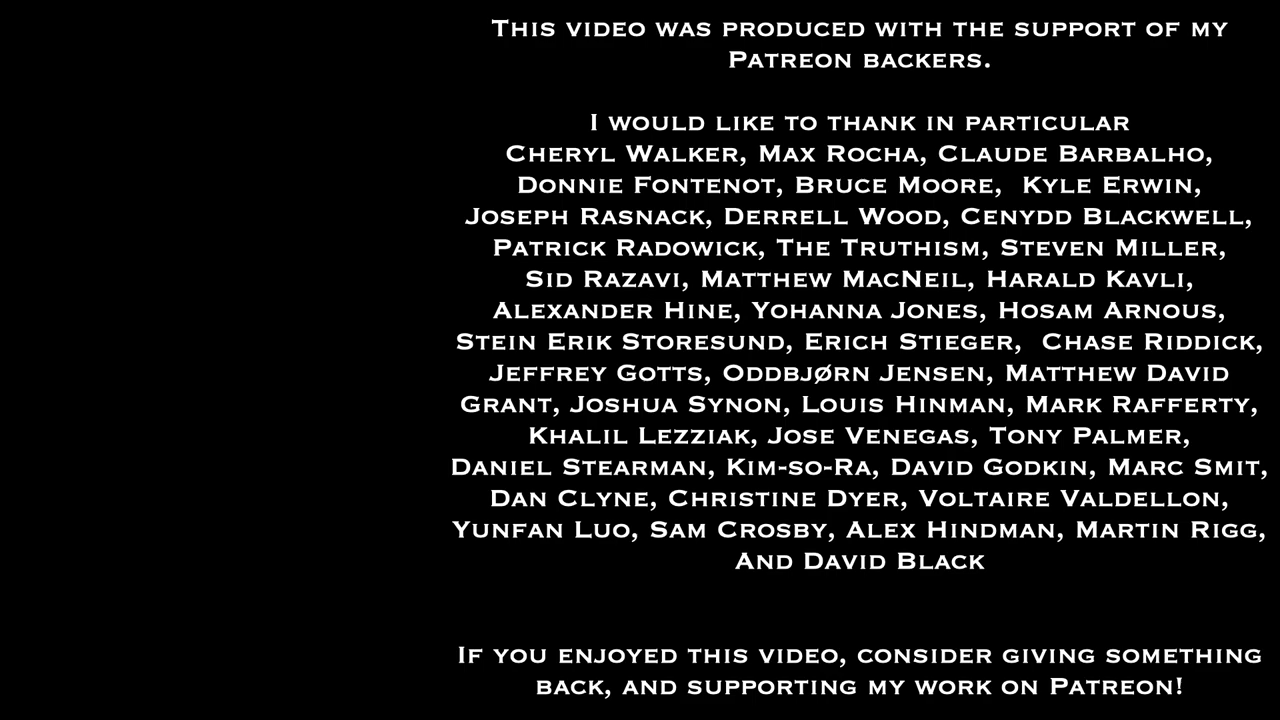 This video was produced with the support of my
Patreon backers.
I would like to thank in particular
Cheryl Walker, Max Rocha, Claude Barbalho,
Donnie Fontenot, Bruce Moore, Kyle Erwin,
Joseph Rasnack, Derrell Wood, Cenydd Blackwell,
Patrick Radowick, The Truthism, Steven Miller,
Sid Razavi, Matthew MacNeil, Harald Kavli,
Alexander Hine, Yohanna Jones, Hosam Arnous,
Stein Erik Storesund, Erich Stieger, Chase Riddick,
Jeffrey Gotts, Oddbjørn Jensen, Matthew David
Grant, Joshua Synon, Louis Hinman, Mark Rafferty,
Khalil Lezziak, Jose Venegas, Tony Palmer,
Daniel Stearman, Kim-so-Ra, David Godkin, Marc Smit,
Dan Clyne, Christine Dyer, Voltaire Valdellon,
Yunfan Luo, Sam Crosby, Alex Hindman, Martin Rigg,
And David Black
If you enjoyed this video, consider giving something
back, and supporting my work on Patreon!